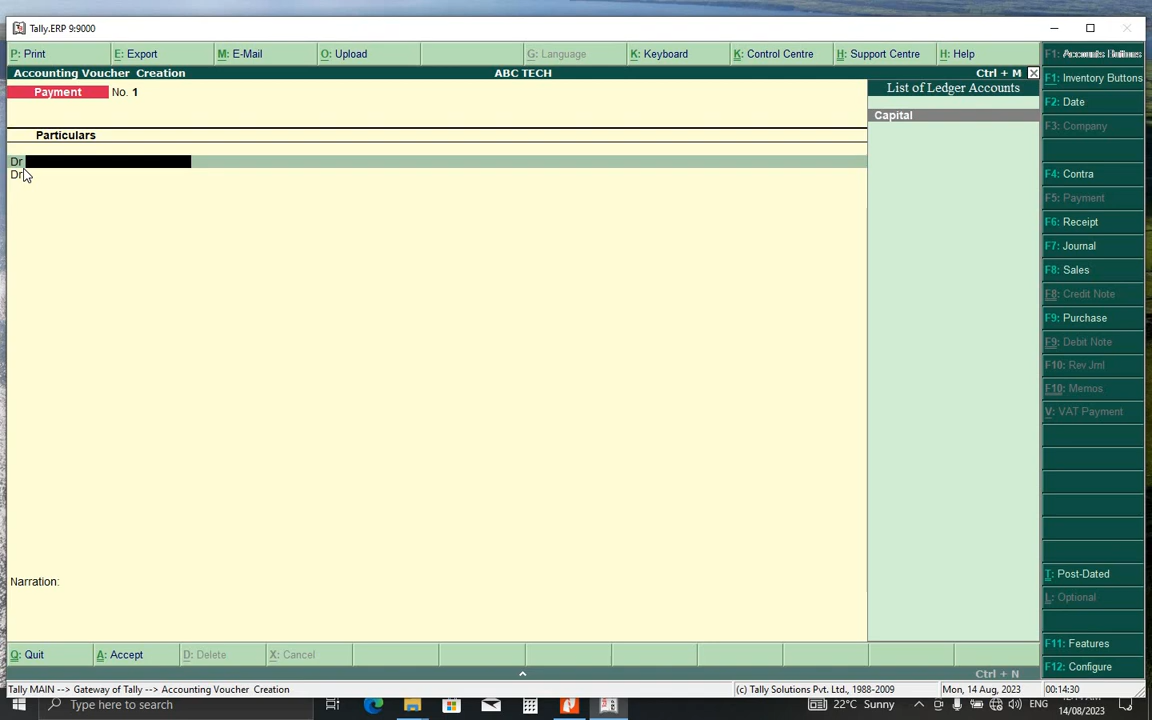 Tally.ERP 9:9000
P: Print
E: Export
M: E-Mail
O: Upload
G: Language
K: Keyboard
K: Control Centre
H: Support Centre
H: Help
Accounting Voucher Creation
ABC TECH
Ctrl + M
Payment
No. 1
Particulars
Dr
Dr
Narration:
List of Ledger Accounts
Capital
F1:
F1: Inventory Buttons
F2: Date
F3: Company
F4: Contra
F5: Payment
F6: Receipt
F7: Journal
F8: Sales
F8: Credit Note
F9: Purchase
F9: Debit Note
F10: Rev Jrnl
F10: Memos
V: VAT Payment
T: Post-Dated
L: Optional
F11: Features
F12: Configure
Q: Quit
A: Accept
D: Delete
X: Cancel
Ctrl + N
Tally MAIN --> Gateway of Tally --> Accounting Voucher Creation
(c) Tally Solutions Pvt. Ltd., 1988-2009
Mon, 14 Aug, 2023
00:14:30
Type here to search
22°C Sunny
ENG
14/08/2023